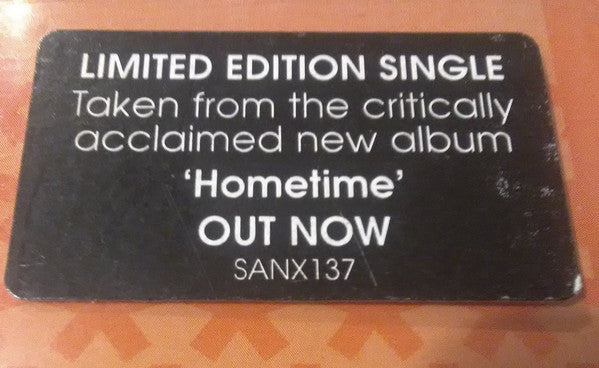 LIMITED EDITION SINGLE
Taken from the critically
acclaimed new album
‘Hometime’
OUT NOW
SANX137